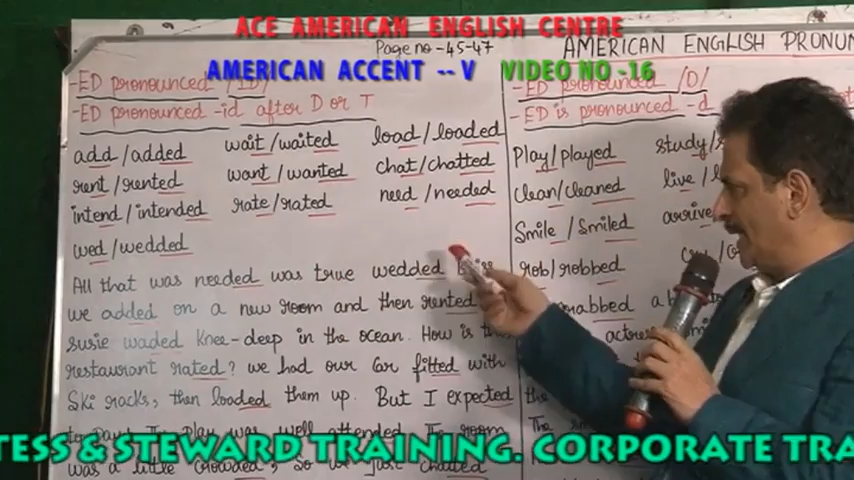 ACE AMERICAN ENGLISH CENTRE
Page no - 45-47
AMERICAN ENGLISH PRONUN
AMERICAN ACCENT -- V VIDEO NO -16
-ED pronounced /ID/
-ED pronounced -id after D or T
add/added wait/waited load/loaded
rent/rented want/wanted chat/chatted
intend/intended rate/rated need/needed
wed/wedded
All that was needed was true wedded
we added on a new room and then rented
susie waded knee-deep in the ocean. How is
restaurant rated? we had our car fitted with
Ski racks, then loaded them up. But I expected
Play was well attended. The room
was a little crowded, so we just chatted
-ED pronounced /D/
-ED is pronounced -d
Play/played study/
clean/cleaned live/
Smile/Smiled arrive
rob/robbed
grabbed
actress
the
The
TESS & STEWARD TRAINING. CORPORATE TRA